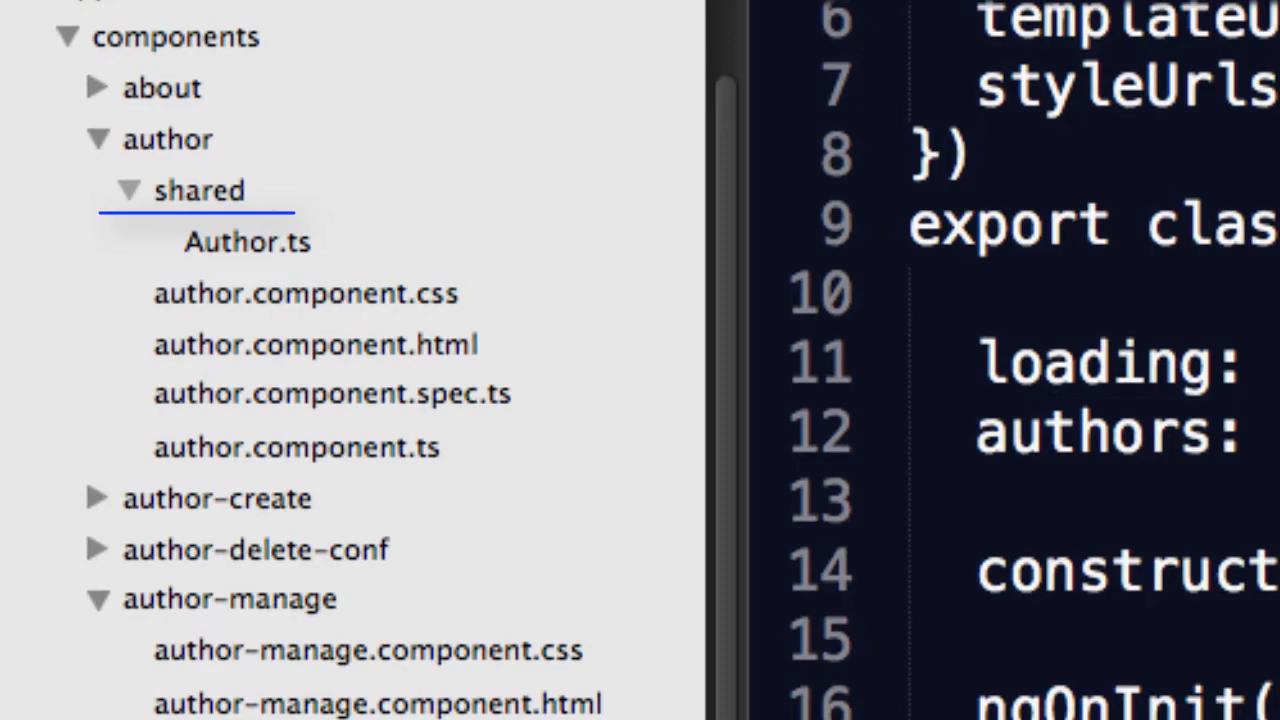 components
about
author
shared
Author.ts
author.component.css
author.component.html
author.component.spec.ts
author.component.ts
author-create
author-delete-conf
author-manage
author-manage.component.css
author-manage.component.html
6 templateU
7 styleUrls
8 })
9 export clas
10
11 loading:
12 authors:
13
14 construct
15
16 ngOnInit(